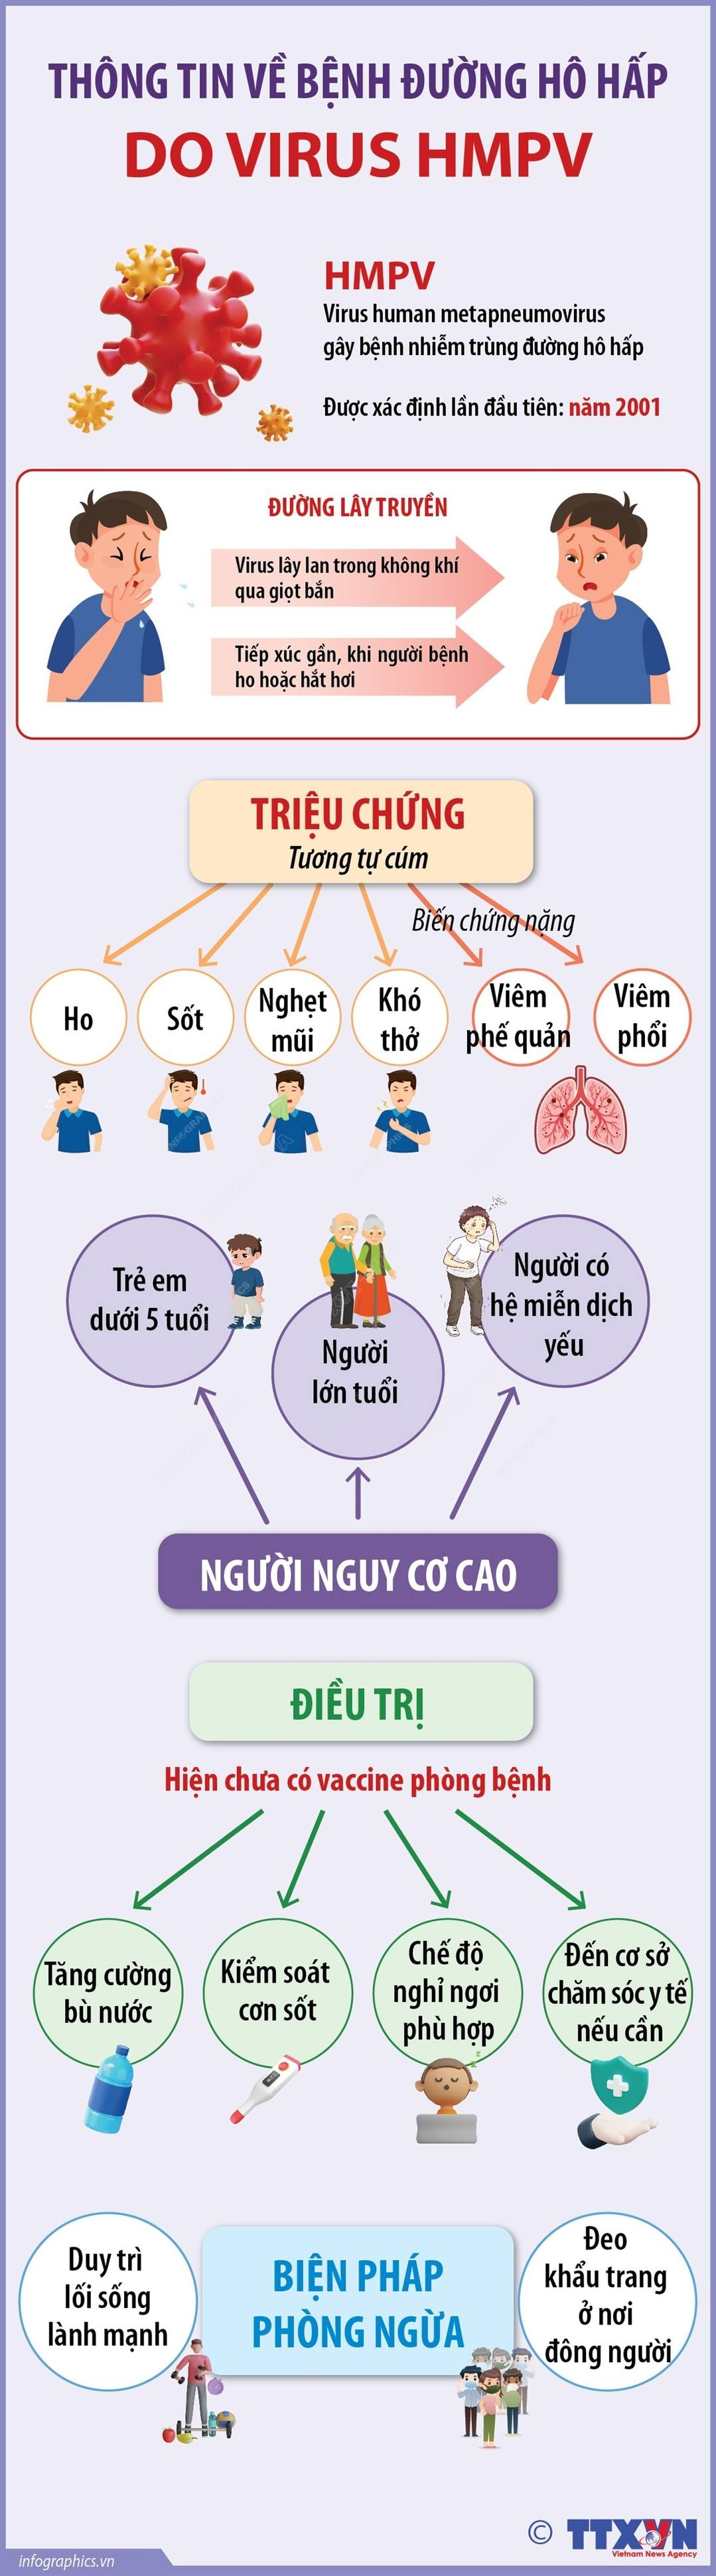 THÔNG TIN VỀ BỆNH ĐƯỜNG HÔ HẤP
DO VIRUS HMPV
HMPV
Virus human metapneumovirus
gây bệnh nhiễm trùng đường hô hấp
Được xác định lần đầu tiên: năm 2001
ĐƯỜNG LÂY TRUYỀN
Virus lây lan trong không khí
qua giọt bắn
Tiếp xúc gần, khi người bệnh
ho hoặc hắt hơi
TRIỆU CHỨNG
Tương tự cúm
Biến chứng nặng
Ho
Sốt
Nghẹt
mũi
Khó
thở
Viêm
phế quản
Viêm
phổi
Trẻ em
dưới 5 tuổi
Người
lớn tuổi
Người có
hệ miễn dịch
yếu
NGƯỜI NGUY CƠ CAO
ĐIỀU TRỊ
Hiện chưa có vaccine phòng bệnh
Tăng cường
bù nước
Kiểm soát
cơn sốt
Chế độ
nghỉ ngơi
phù hợp
Đến cơ sở
chăm sóc y tế
nếu cần
Duy trì
lối sống
lành mạnh
BIỆN PHÁP
PHÒNG NGỪA
Đeo
khẩu trang
ở nơi
đông người
© TTXVN
Vietnam News Agency
infographics.vn